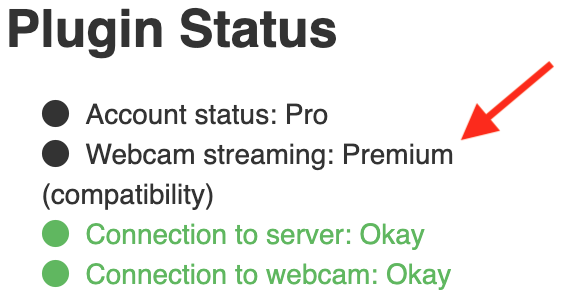 Plugin Status
Account status: Pro
Webcam streaming: Premium
(compatibility)
Connection to server: Okay
Connection to webcam: Okay